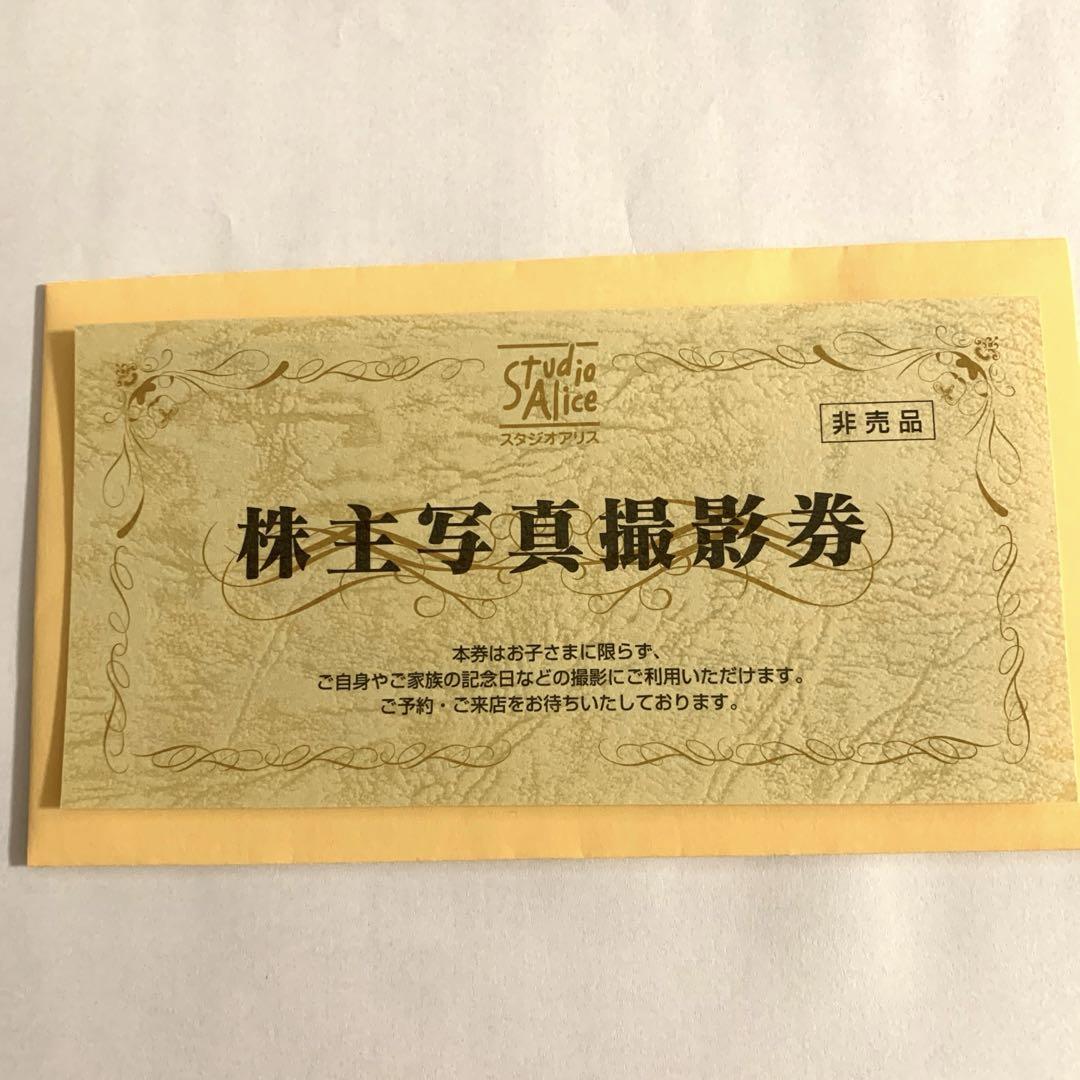 Studio
Alice
スタジオアリス
非売品
株主写真撮影券
本券はお子さまに限らず、
ご自身やご家族の記念日などの撮影にご利用いただけます。
ご予約・ご来店をお待ちいたしております。